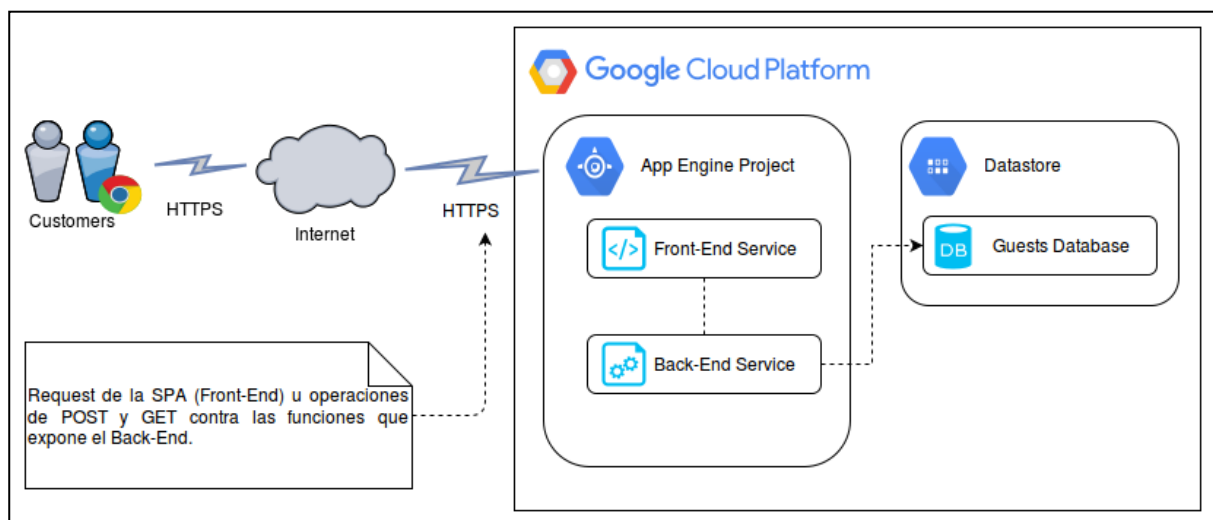 Google Cloud Platform
App Engine Project
Datastore
Customers
HTTPS
Internet
HTTPS
Front-End Service
DB
Guests Database
Back-End Service
Request de la SPA (Front-End) u operaciones
de POST y GET contra las funciones que
expone el Back-End.